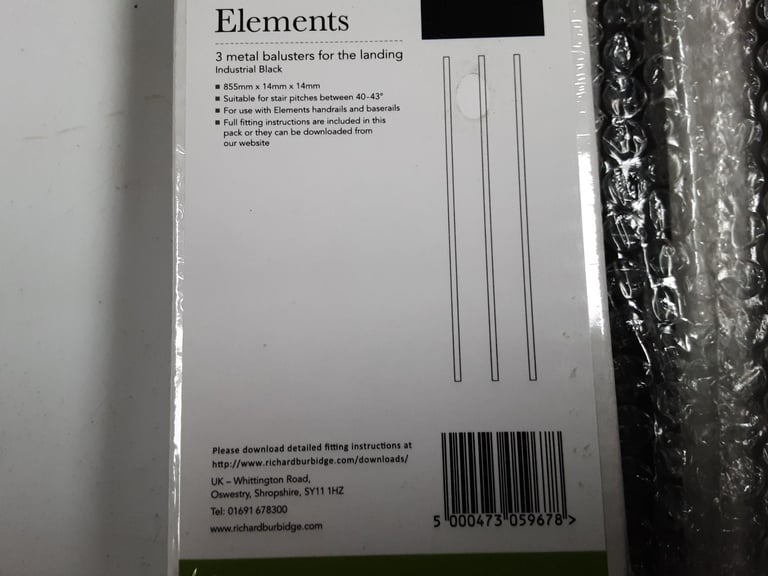 Elements
3 metal balusters for the landing
Industrial Black
■ 855mm x 14mm x 14mm
■ Suitable for stair pitches between 40-43°
■ For use with Elements handrails and baserails
■ Full fitting instructions are included in this
pack or they can be downloaded from
our website
Please download detailed fitting instructions at
http://www.richardburbidge.com/downloads/
UK – Whittington Road,
Oswestry, Shropshire, SY11 1HZ
Tel: 01691 678300
www.richardburbidge.com
5 000473 059678 >